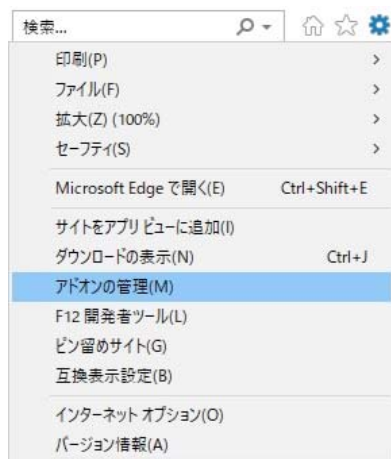 検索...
印刷(P)
ファイル(F)
拡大(Z) (100%)
セーフティ(S)
Microsoft Edge で開く(E) Ctrl+Shift+E
サイトをアプリ ビューに追加(I)
ダウンロードの表示(N) Ctrl+J
アドオンの管理(M)
F12 開発者ツール(L)
ピン留めサイト(G)
互換表示設定(B)
インターネット オプション(O)
バージョン情報(A)